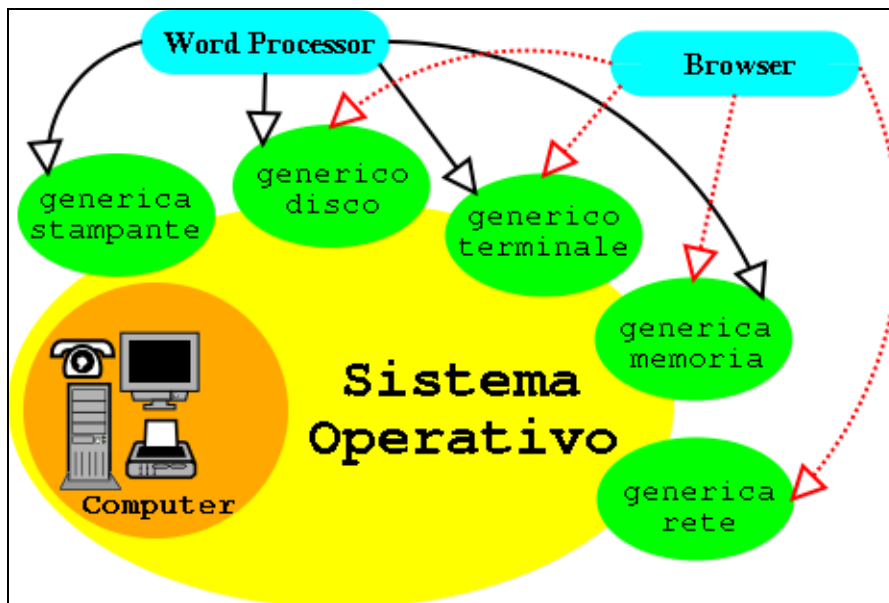 Word Processor
Browser
generica
stampante
generico
disco
generico
terminale
generica
memoria
Sistema
Operativo
Computer
generica
rete